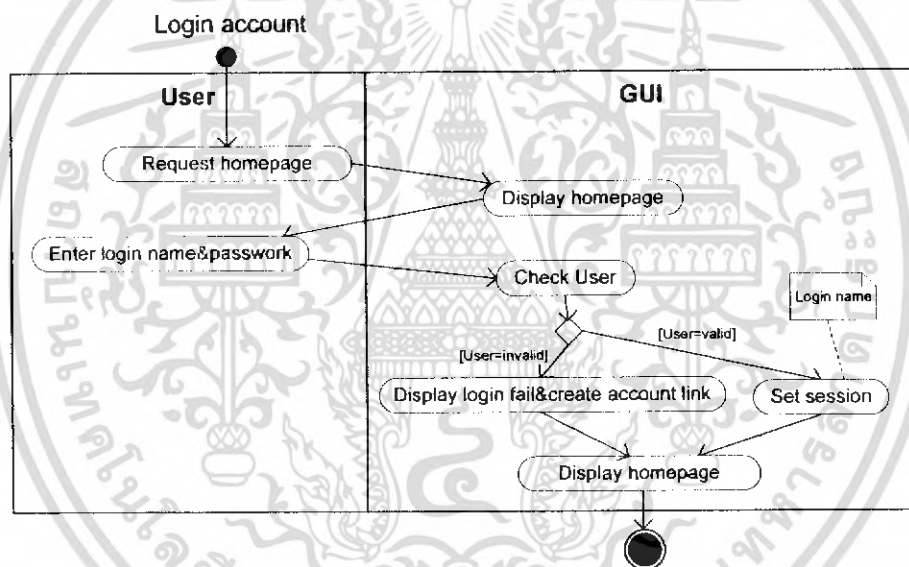 Login account
User
GUI
Request homepage
Display homepage
Enter login name&passwork
Check User
Login name
[User=invalid]
[User=valid]
Display login fail&create account link
Set session
Display homepage